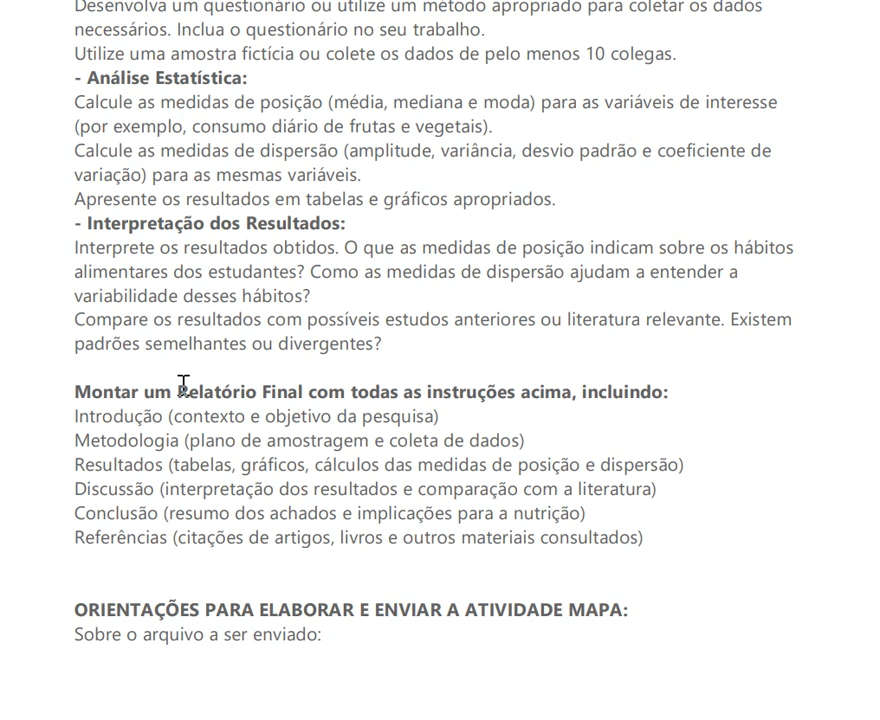 Desenvolva um questionário ou utilize um método apropriado para coletar os dados
necessários. Inclua o questionário no seu trabalho.
Utilize uma amostra fictícia ou colete os dados de pelo menos 10 colegas.
- Análise Estatística:
Calcule as medidas de posição (média, mediana e moda) para as variáveis de interesse
(por exemplo, consumo diário de frutas e vegetais).
Calcule as medidas de dispersão (amplitude, variância, desvio padrão e coeficiente de
variação) para as mesmas variáveis.
Apresente os resultados em tabelas e gráficos apropriados.
- Interpretação dos Resultados:
Interprete os resultados obtidos. O que as medidas de posição indicam sobre os hábitos
alimentares dos estudantes? Como as medidas de dispersão ajudam a entender a
variabilidade desses hábitos?
Compare os resultados com possíveis estudos anteriores ou literatura relevante. Existem
padrões semelhantes ou divergentes?
Montar um Relatório Final com todas as instruções acima, incluindo:
Introdução (contexto e objetivo da pesquisa)
Metodologia (plano de amostragem e coleta de dados)
Resultados (tabelas, gráficos, cálculos das medidas de posição e dispersão)
Discussão (interpretação dos resultados e comparação com a literatura)
Conclusão (resumo dos achados e implicações para a nutrição)
Referências (citações de artigos, livros e outros materiais consultados)
ORIENTAÇÕES PARA ELABORAR E ENVIAR A ATIVIDADE MAPA:
Sobre o arquivo a ser enviado: